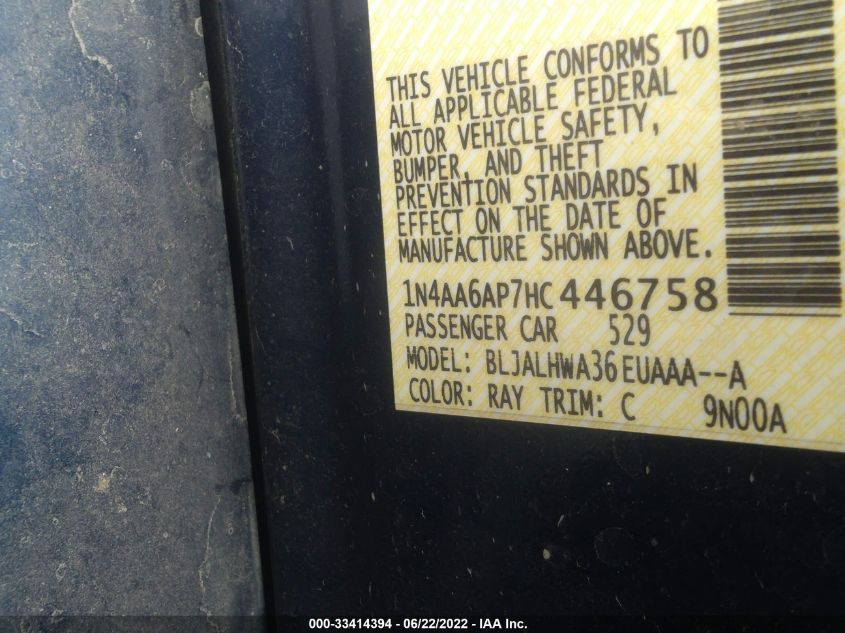 THIS VEHICLE CONFORMS TO
ALL APPLICABLE FEDERAL
MOTOR VEHICLE SAFETY,
BUMPER, AND THEFT
PREVENTION STANDARDS IN
EFFECT ON THE DATE OF
MANUFACTURE SHOWN ABOVE.
1N4AA6AP7HC446758
PASSENGER CAR 529
MODEL: BLJALHWA36EUAAA--A
COLOR: RAY TRIM: C 9N00A
000-33414394 - 06/22/2022 - IAA Inc.